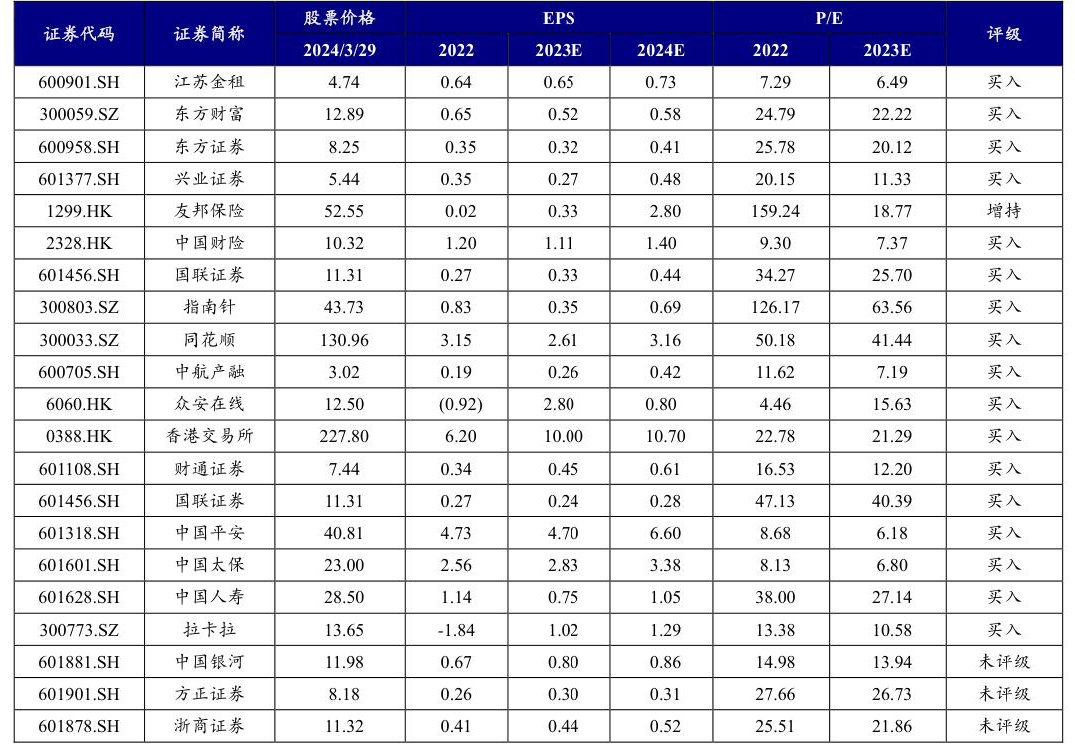 证券代码 证券简称 股票价格 EPS P/E 评级
2024/3/29 2022 2023E 2024E 2022 2023E
600901.SH 江苏金租 4.74 0.64 0.65 0.73 7.29 6.49 买入
300059.SZ 东方财富 12.89 0.65 0.52 0.58 24.79 22.22 买入
600958.SH 东方证券 8.25 0.35 0.32 0.41 25.78 20.12 买入
601377.SH 兴业证券 5.44 0.35 0.27 0.48 20.15 11.33 买入
1299.HK 友邦保险 52.55 0.02 0.33 2.80 159.24 18.77 增持
2328.HK 中国财险 10.32 1.20 1.11 1.40 9.30 7.37 买入
601456.SH 国联证券 11.31 0.27 0.33 0.44 34.27 25.70 买入
300803.SZ 指南针 43.73 0.83 0.35 0.69 126.17 63.56 买入
300033.SZ 同花顺 130.96 3.15 2.61 3.16 50.18 41.44 买入
600705.SH 中航产融 3.02 0.19 0.26 0.42 11.62 7.19 买入
6060.HK 众安在线 12.50 (0.92) 2.80 0.80 4.46 15.63 买入
0388.HK 香港交易所 227.80 6.20 10.00 10.70 22.78 21.29 买入
601108.SH 财通证券 7.44 0.34 0.45 0.61 16.53 12.20 买入
601456.SH 国联证券 11.31 0.27 0.24 0.28 47.13 40.39 买入
601318.SH 中国平安 40.81 4.73 4.70 6.60 8.68 6.18 买入
601601.SH 中国太保 23.00 2.56 2.83 3.38 8.13 6.80 买入
601628.SH 中国人寿 28.50 1.14 0.75 1.05 38.00 27.14 买入
300773.SZ 拉卡拉 13.65 -1.84 1.02 1.29 13.38 10.58 买入
601881.SH 中国银河 11.98 0.67 0.80 0.86 14.98 13.94 未评级
601901.SH 方正证券 8.18 0.26 0.30 0.31 27.66 26.73 未评级
601878.SH 浙商证券 11.32 0.41 0.44 0.52 25.51 21.86 未评级